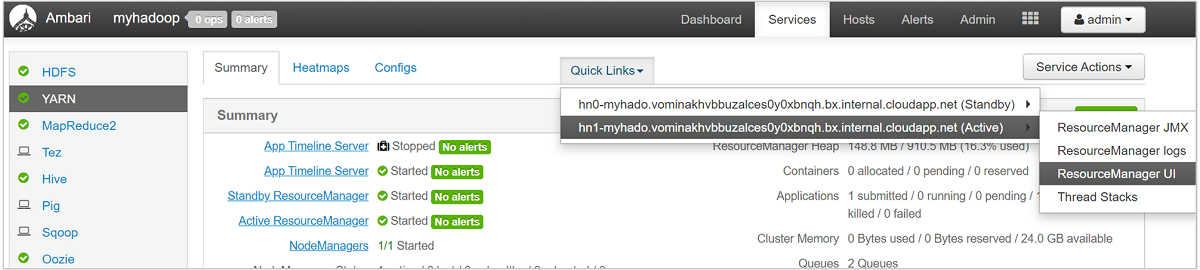 Ambari myhadoop 0 ops 0 alerts Dashboard Services Hosts Alerts Admin admin
HDFS
YARN
MapReduce2
Tez
Hive
Pig
Sqoop
Oozie
Summary Heatmaps Configs Quick Links Service Actions
hn0-myhado.vominakhvbbuzalces0y0xbnqh.bx.internal.cloudapp.net (Standby)
hn1-myhado.vominakhvbbuzalces0y0xbnqh.bx.internal.cloudapp.net (Active)
ResourceManager JMX
ResourceManager logs
ResourceManager UI
Thread Stacks
Summary
App Timeline Server Stopped No alerts
App Timeline Server Started No alerts
Standby ResourceManager Started No alerts
Active ResourceManager Started No alerts
NodeManagers 1/1 Started
ResourceManager Heap 148.8 MB / 910.5 MB (16.3% used)
Containers 0 allocated / 0 pending / 0 reserved
Applications 1 submitted / 0 running / 0 pending /
killed / 0 failed
Cluster Memory 0 Bytes used / 0 Bytes reserved / 24.0 GB available
Queues 2 Queues